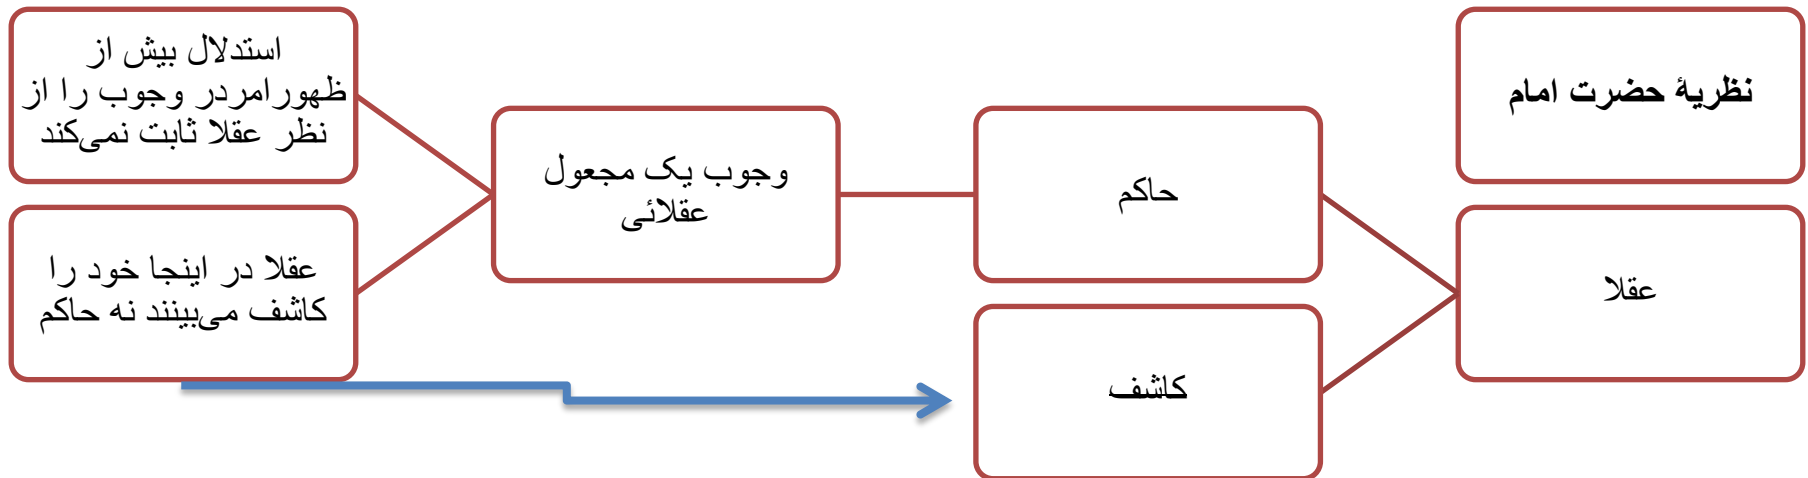 نظریهٔ حضرت امام
عقلا
حاکم
کاشف
وجوب یک مجعول
عقلائی
استدلال بیش از
ظهورامردر وجوب را از
نظر عقلا ثابت نمی‌کند
عقلا در اینجا خود را
کاشف می‌بینند نه حاکم